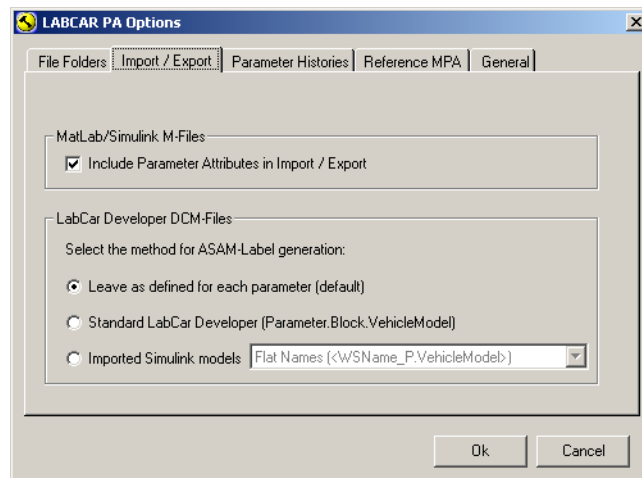 LABCAR PA Options
File Folders Import / Export Parameter Histories Reference MPA General
MatLab/Simulink M-Files
Include Parameter Attributes in Import / Export
LabCar Developer DCM-Files
Select the method for ASAM-Label generation:
Leave as defined for each parameter (default)
Standard LabCar Developer (Parameter.Block.VehicleModel)
Imported Simulink models Flat Names (<WSName_P.VehicleModel>)
Ok Cancel